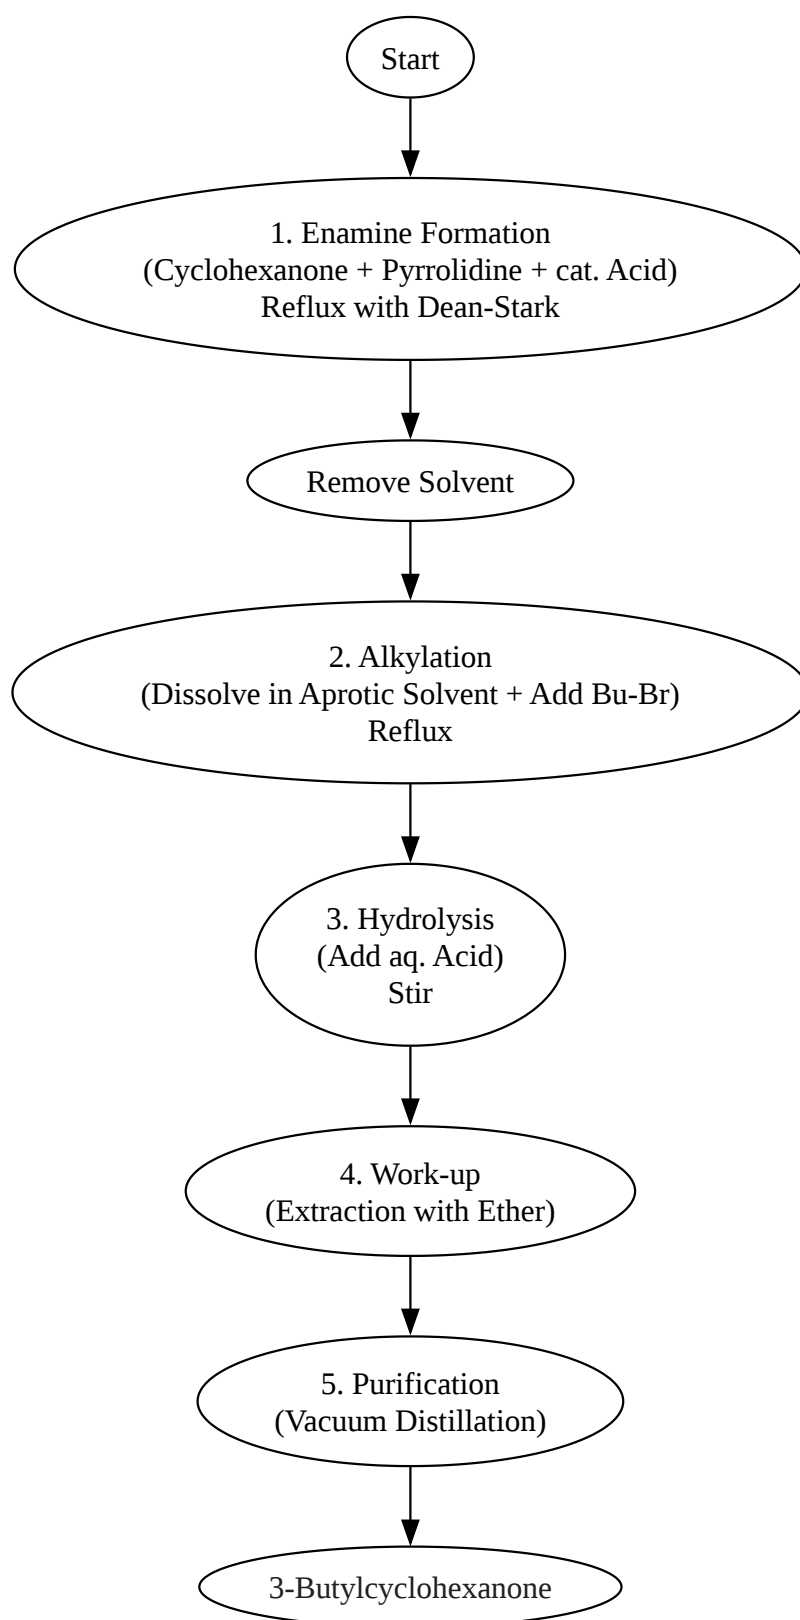 Start
1. Enamine Formation
(Cyclohexanone + Pyrrolidine + cat. Acid)
Reflux with Dean-Stark
Remove Solvent
2. Alkylation
(Dissolve in Aprotic Solvent + Add Bu-Br)
Reflux
3. Hydrolysis
(Add aq. Acid)
Stir
4. Work-up
(Extraction with Ether)
5. Purification
(Vacuum Distillation)
3-Butylcyclohexanone